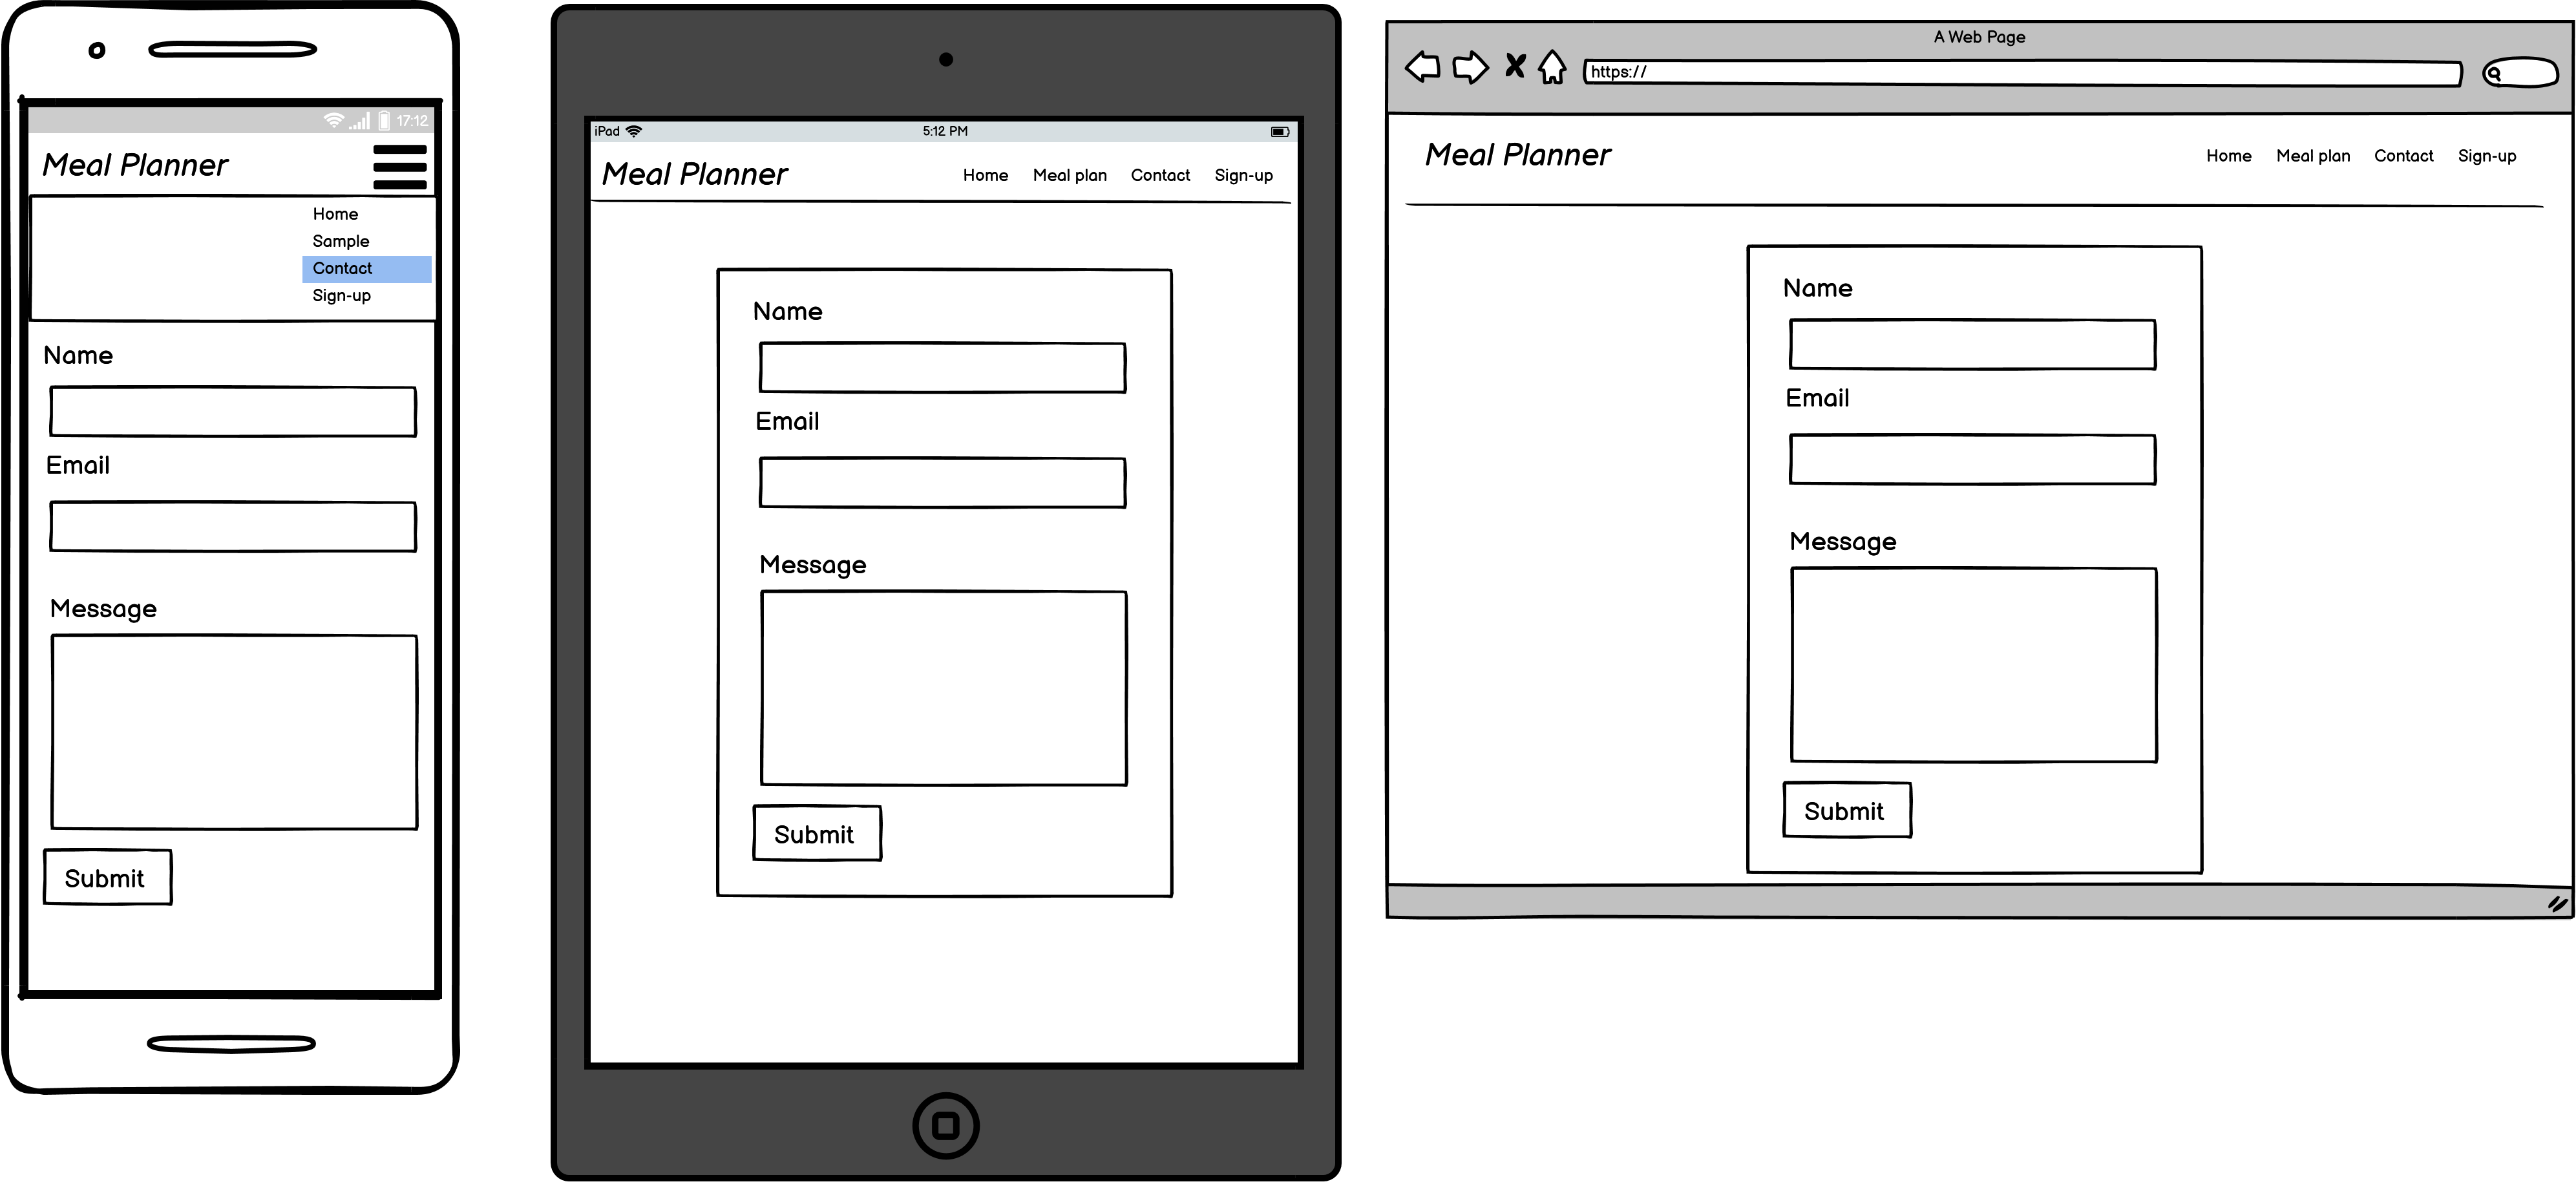 17:12
Meal Planner
Home
Sample
Contact
Sign-up
Name
Email
Message
Submit
iPad
5:12 PM
Meal Planner
Home Meal plan Contact Sign-up
Name
Email
Message
Submit
A Web Page
https://
Meal Planner
Home Meal plan Contact Sign-up
Name
Email
Message
Submit